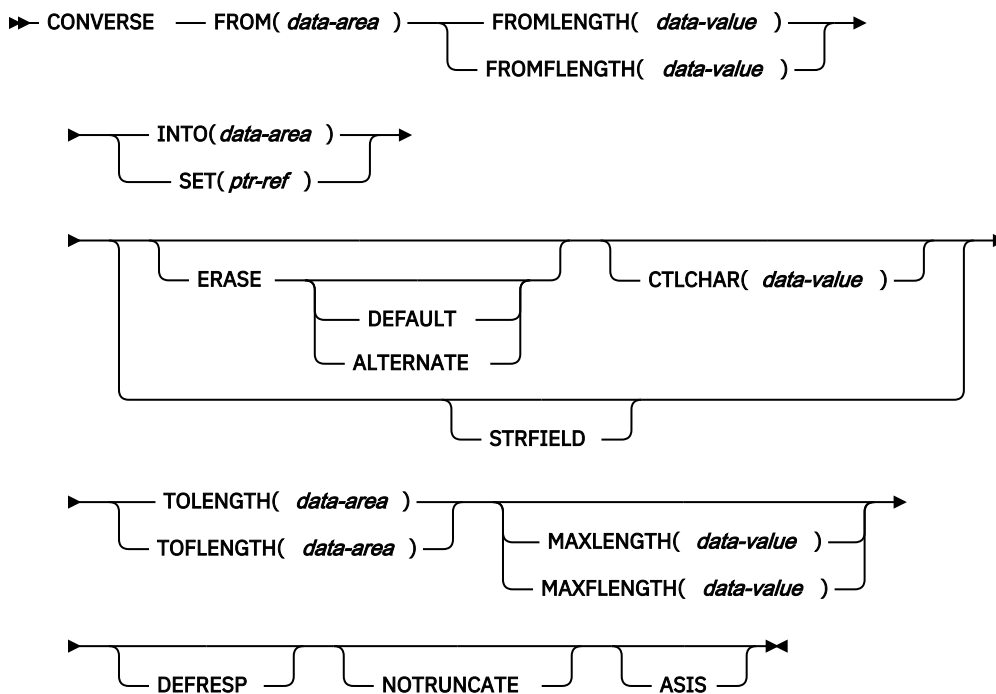 CONVERSE FROM( data-area ) FROMLENGTH( data-value )
FROMFLENGTH( data-value )
INTO( data-area )
SET( ptr-ref )
ERASE CTLCHAR( data-value )
DEFAULT
ALTERNATE
STRFIELD
TOLENGTH( data-area )
TOFLENGTH( data-area ) MAXLENGTH( data-value )
MAXFLENGTH( data-value )
DEFRESP NOTRUNCATE ASIS